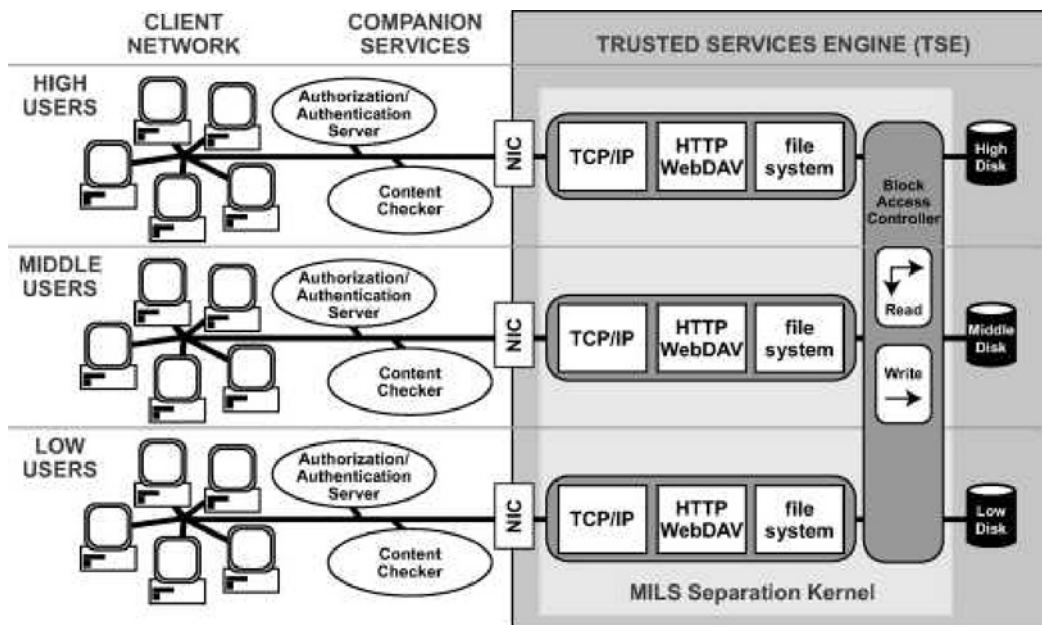 CLIENT
NETWORK
COMPANION
SERVICES
TRUSTED SERVICES ENGINE (TSE)
HIGH
USERS
Authorization/
Authentication
Server
Content
Checker
NIC
TCP/IP
HTTP
WebDAV
file
system
Block
Access
Controller
High
Disk
MIDDLE
USERS
Authorization/
Authentication
Server
Content
Checker
NIC
TCP/IP
HTTP
WebDAV
file
system
Read
Write
Middle
Disk
LOW
USERS
Authorization/
Authentication
Server
Content
Checker
NIC
TCP/IP
HTTP
WebDAV
file
system
Low
Disk
MILS Separation Kernel